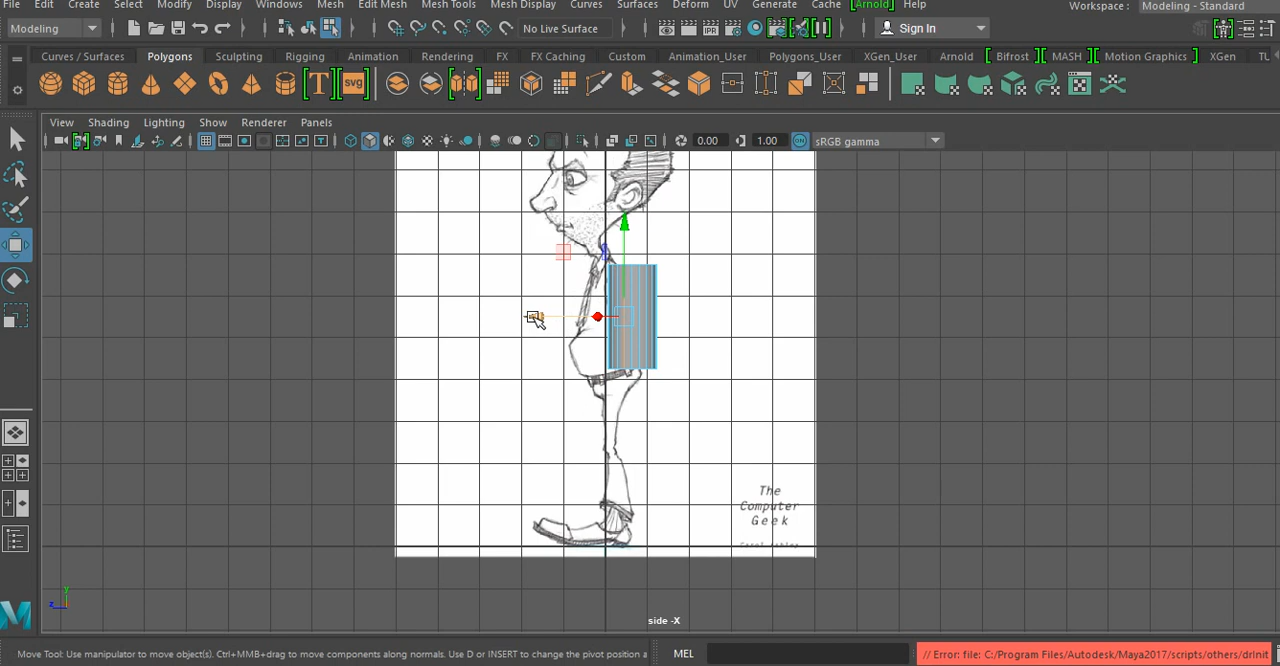 File Edit Create Select Modify Display Windows Mesh Edit Mesh Mesh Tools Mesh Display Curves Surfaces Deform UV Generate Cache [Arnold] Help Workspace : Modeling - Standard
Modeling No Live Surface IPR Sign In
Curves / Surfaces Polygons Sculpting Rigging Animation Rendering FX FX Caching Custom Animation_User Polygons_User XGen_User Arnold [ Bifrost ] [ MASH ] [ Motion Graphics ] XGen
T SVG
View Shading Lighting Show Renderer Panels
0.00 1.00 sRGB gamma
The
Computer
Geek
y
z
side -X
Move Tool: Use manipulator to move object(s). Ctrl+MMB+drag to move components along normals. Use D or INSERT to change the pivot position a MEL // Error: file: C:/Program Files/Autodesk/Maya2017/scripts/others/drInit